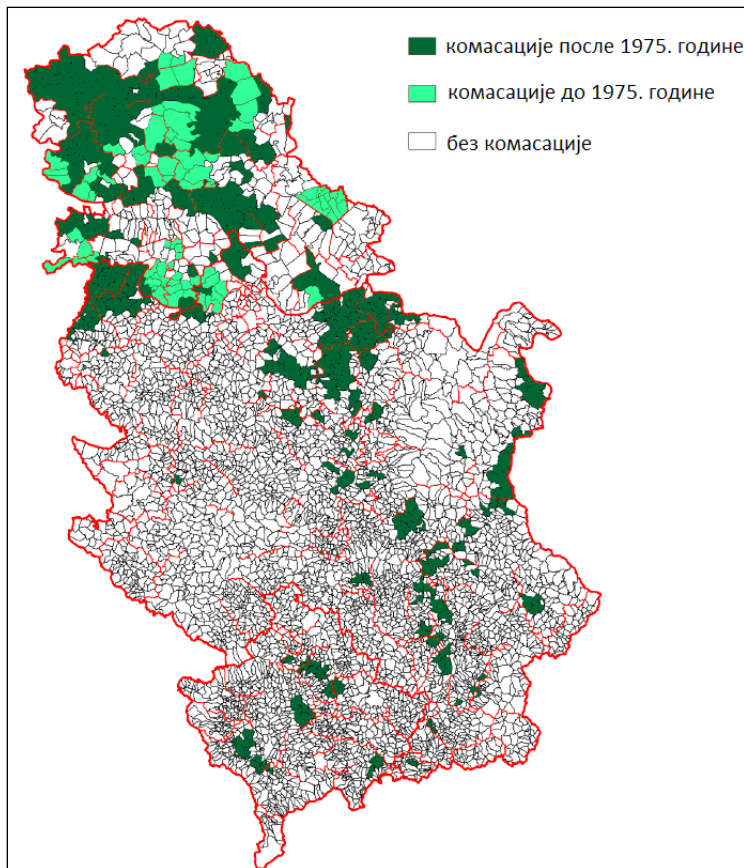 комасације после 1975. године
комасације до 1975. године
без комасације